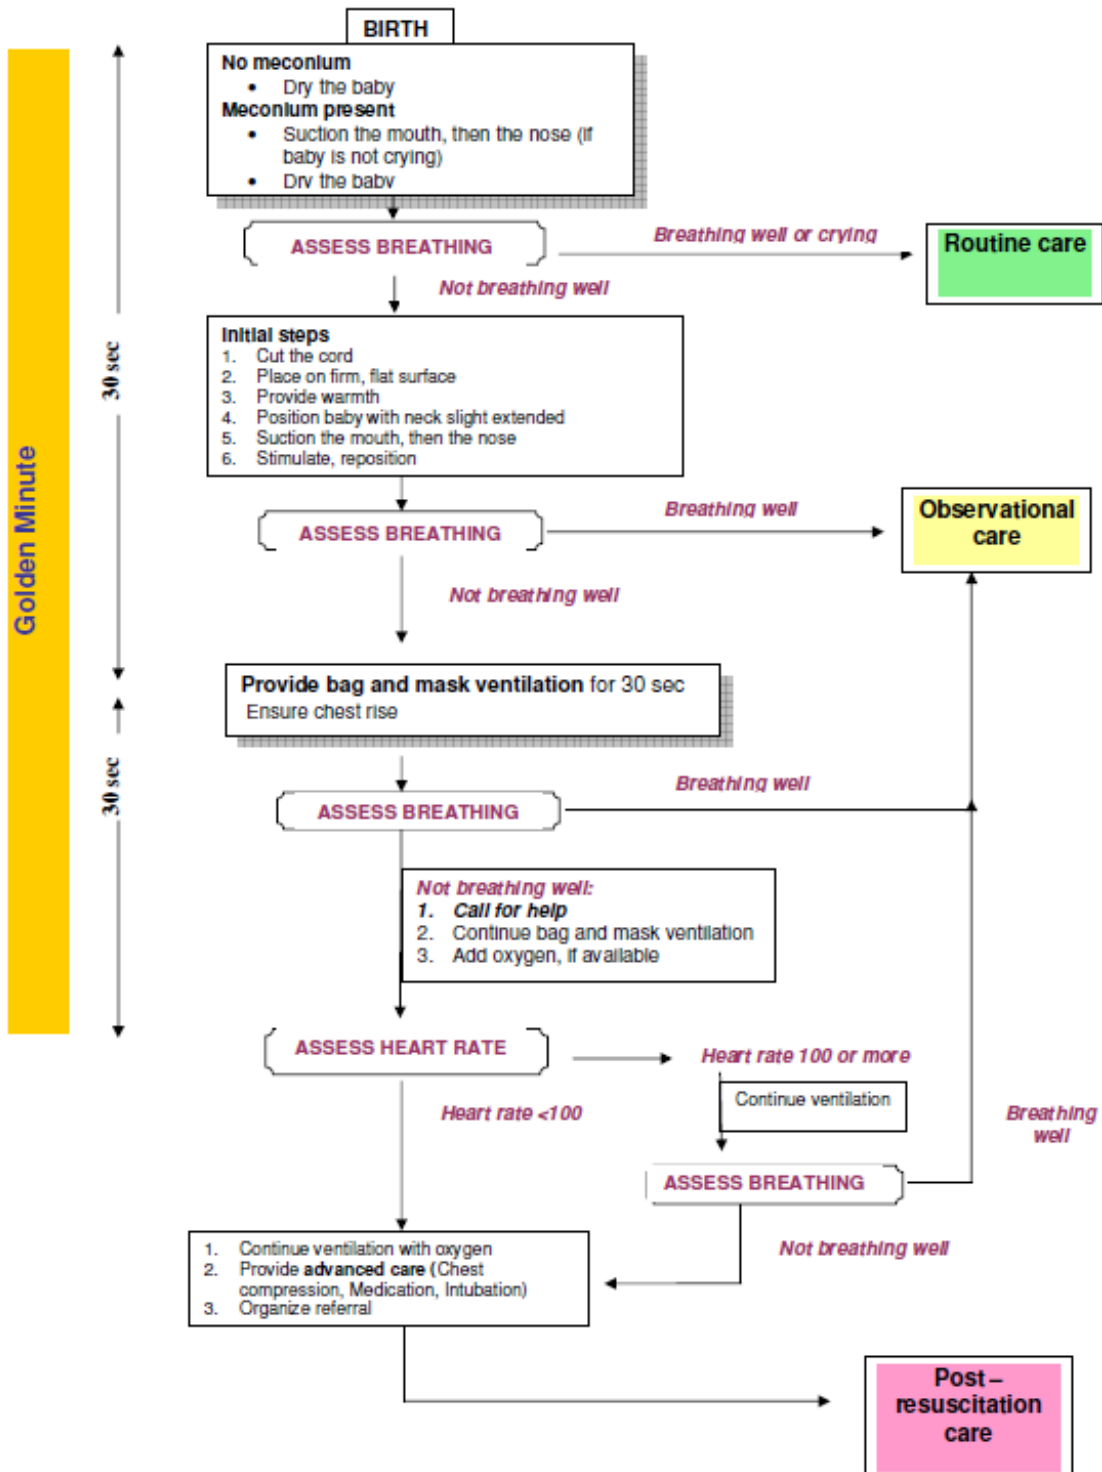 BIRTH
No meconium
• Dry the baby
Meconium present
• Suction the mouth, then the nose (if
baby is not crying)
• Dry the baby
ASSESS BREATHING
Breathing well or crying
Routine care
Not breathing well
Initial steps
1. Cut the cord
2. Place on firm, flat surface
3. Provide warmth
4. Position baby with neck slight extended
5. Suction the mouth, then the nose
6. Stimulate, reposition
30 sec
Golden Minute
ASSESS BREATHING
Breathing well
Observational
care
Not breathing well
Provide bag and mask ventilation for 30 sec
Ensure chest rise
30 sec
ASSESS BREATHING
Breathing well
Not breathing well:
1. Call for help
2. Continue bag and mask ventilation
3. Add oxygen, if available
ASSESS HEART RATE
Heart rate 100 or more
Heart rate <100
Continue ventilation
Breathing
well
ASSESS BREATHING
Not breathing well
1. Continue ventilation with oxygen
2. Provide advanced care (Chest
compression, Medication, Intubation)
3. Organize referral
Post –
resuscitation
care